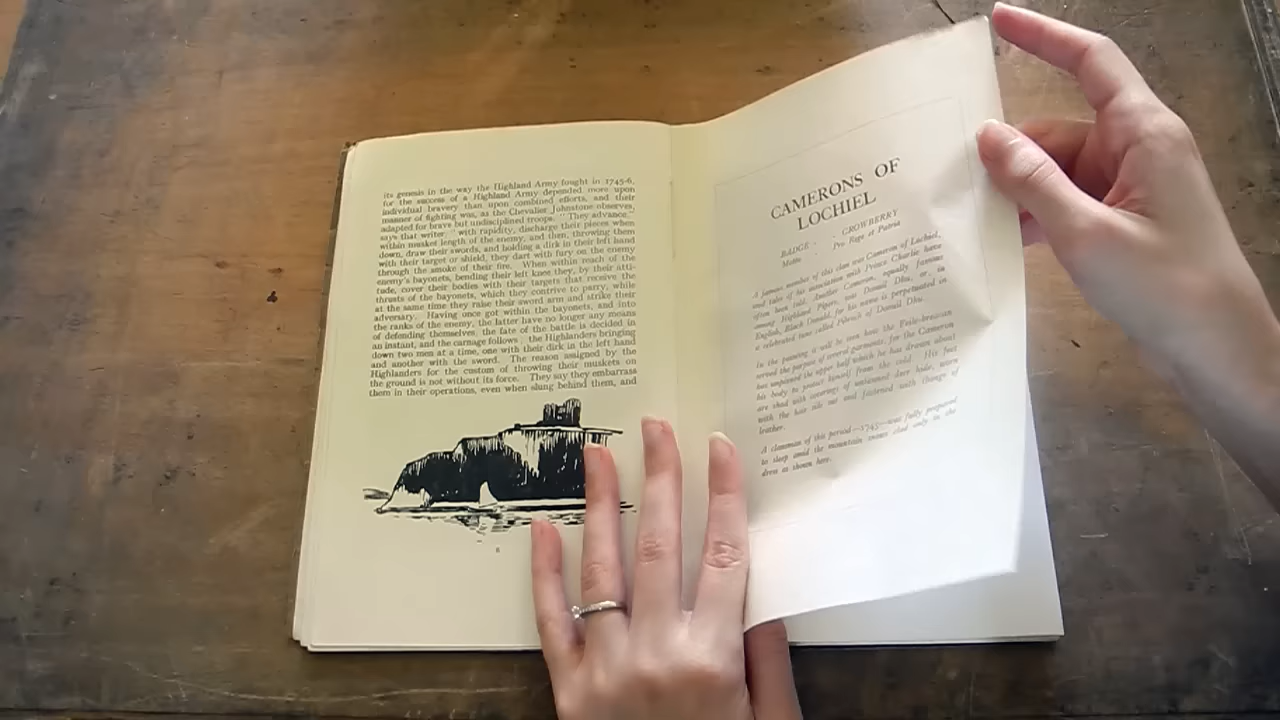 its genesis in the way the Highland Army fought in 1745-6,
for the success of a Highland Army depended more upon
individual bravery than upon combined efforts, and their
manner of fighting was, as the Chevalier Johnstone observes,
adapted for brave but undisciplined troops. "They advance,"
says that writer, "with rapidity, discharge their pieces when
within musket length of the enemy, and then, throwing them
down, draw their swords, and holding a dirk in their left hand
with their target or shield, they dart with fury on the enemy
through the smoke of their fire. When within reach of the
enemy's bayonets, bending their left knee they, by their atti-
tude, cover their bodies with their targets that receive the
thrusts of the bayonets, which they contrive to parry, while
at the same time they raise their sword arm and strike their
adversary. Having once got within the bayonets, and into
the ranks of the enemy, the latter have no longer any means
of defending themselves, the fate of the battle is decided in
an instant, and the carnage follows; the Highlanders bringing
down two men at a time, one with their dirk in the left hand
and another with the sword. The reason assigned by the
Highlanders for the custom of throwing their muskets on
the ground is not without its force. They say they embarrass
them in their operations, even when slung behind them, and
CAMERONS OF
LOCHIEL
BADGE - - CROWBERRY
Motto - Pro Rege et Patria
A famous member of this clan was Cameron of Lochiel,
and tales of his association with Prince Charlie have
often been told. Another Cameron, equally famous
among Highland Pipers, was Donull Dhu, or, in
English, Black Donald, for his name is perpetuated in
a celebrated tune called Pibroch of Donuil Dhu.
In the painting it will be seen how the Feile-breacan
served the purpose of several garments, for the Cameron
has unpinned the upper half which he has drawn about
his body to protect himself from the cold. His feet
are shod with coverings of untanned deer hide, worn
with the hair side out and fastened with thongs of
leather.
A clansman of this period—1745—was fully prepared
to sleep amid the mountain snows clad only in the
dress as shown here.